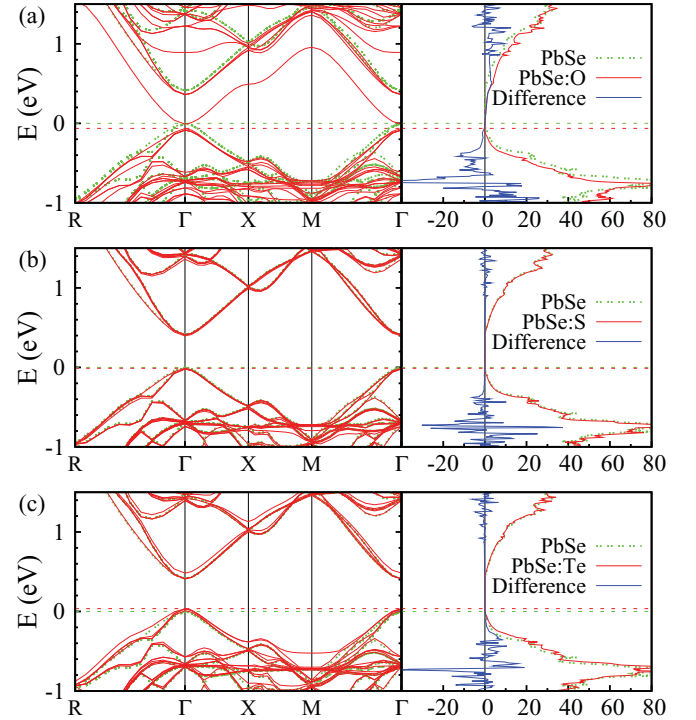 (a)
E (eV)
1
0
-1
R Γ X M Γ
-20 0 20 40 60 80
PbSe
PbSe:O
Difference
(b)
E (eV)
1
0
-1
R Γ X M Γ
-20 0 20 40 60 80
PbSe
PbSe:S
Difference
(c)
E (eV)
1
0
-1
R Γ X M Γ
-20 0 20 40 60 80
PbSe
PbSe:Te
Difference